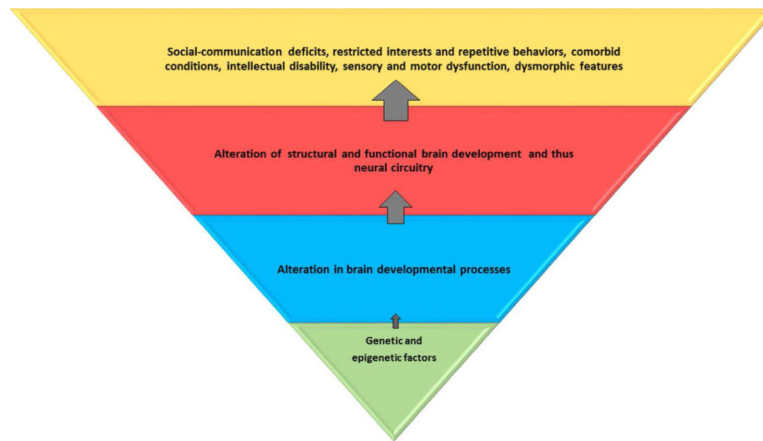 Social-communication deficits, restricted interests and repetitive behaviors, comorbid
conditions, intellectual disability, sensory and motor dysfunction, dysmorphic features
Alteration of structural and functional brain development and thus
neural circuitry
Alteration in brain developmental processes
Genetic and
epigenetic factors